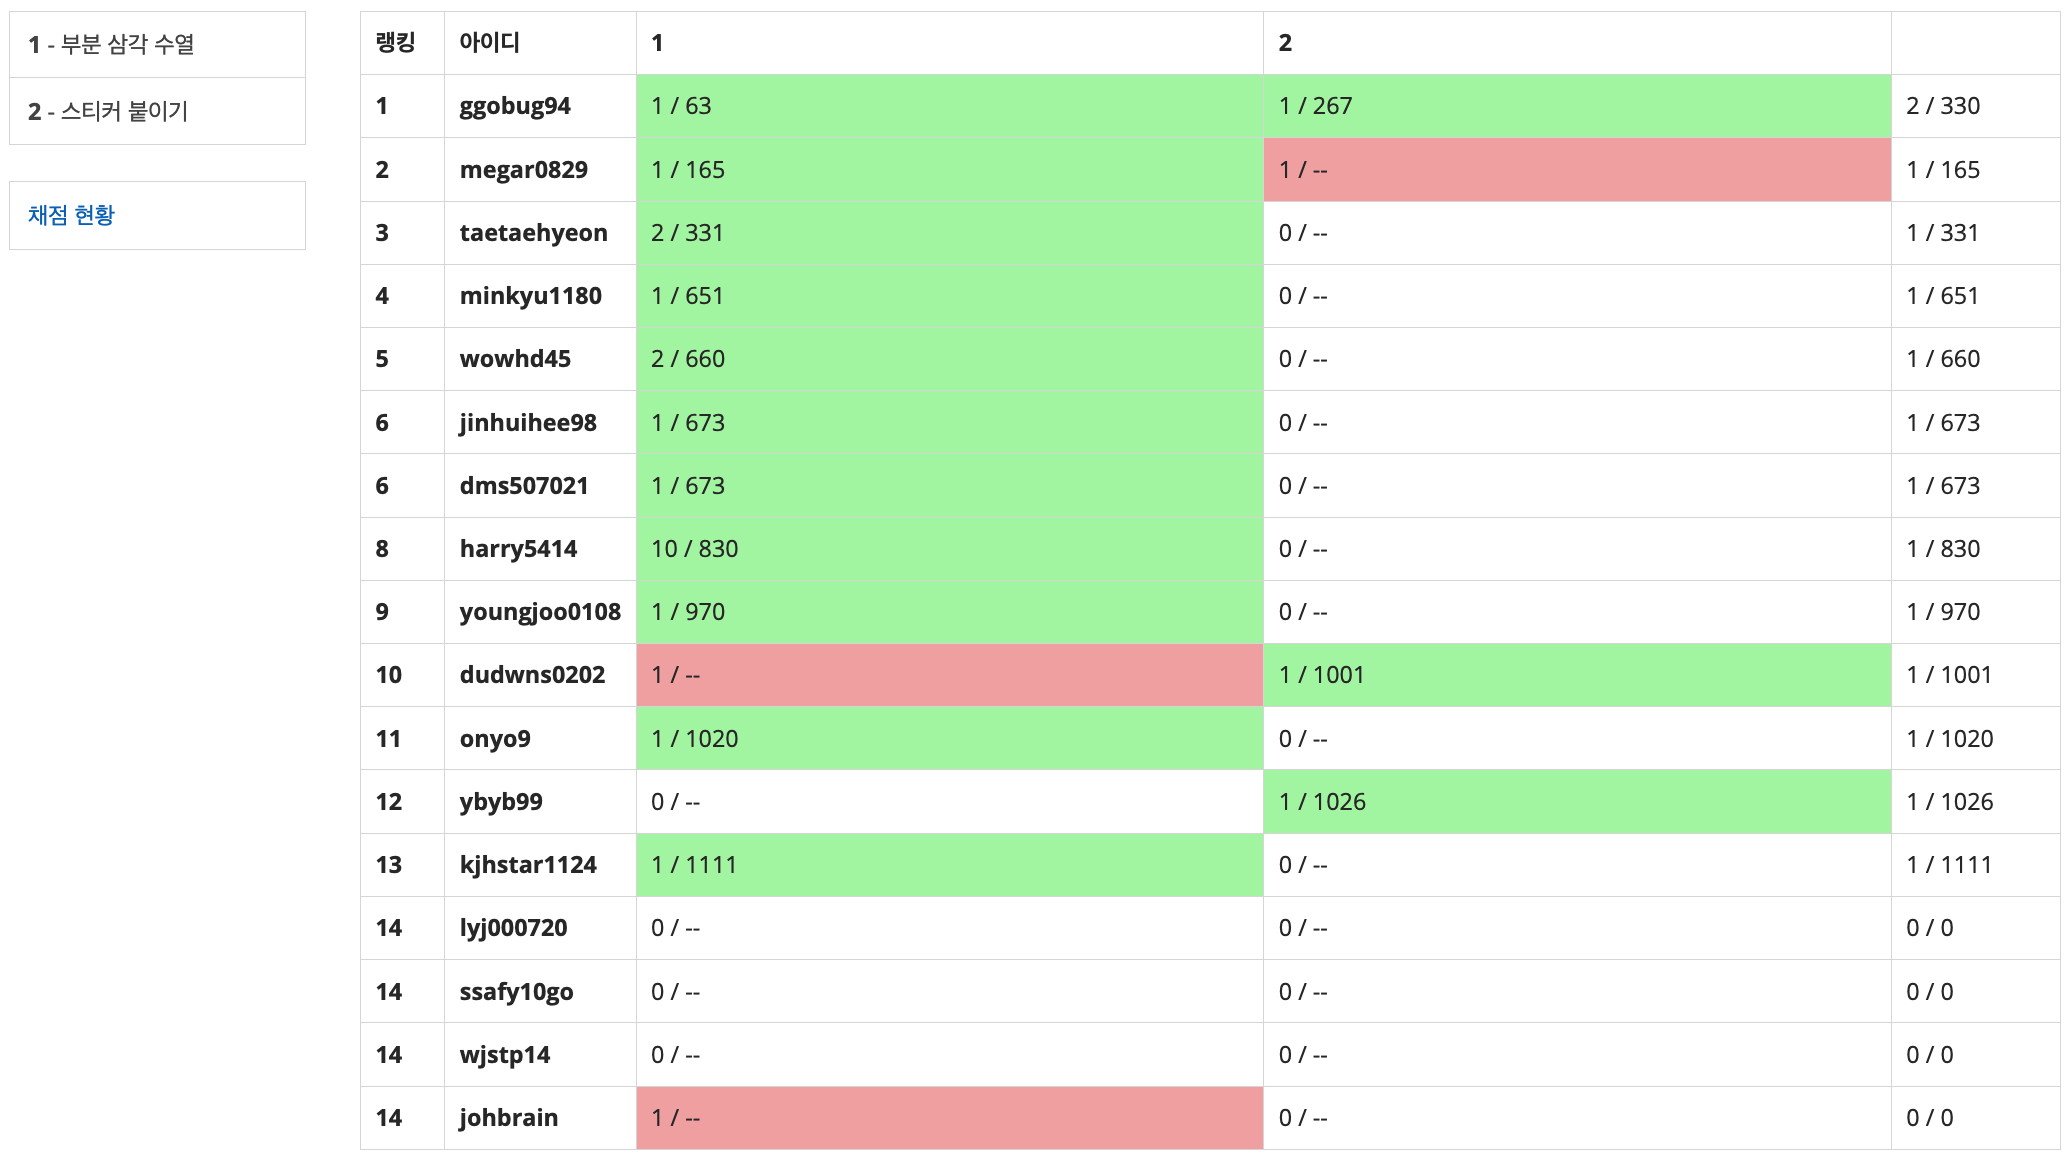 1 - 부분 삼각 수열
2 - 스티커 붙이기
채점 현황
랭킹 아이디 1 2
1 ggobug94 1 / 63 1 / 267 2 / 330
2 megar0829 1 / 165 1 / -- 1 / 165
3 taetaehyeon 2 / 331 0 / -- 1 / 331
4 minkyu1180 1 / 651 0 / -- 1 / 651
5 wowhd45 2 / 660 0 / -- 1 / 660
6 jinhuihee98 1 / 673 0 / -- 1 / 673
6 dms507021 1 / 673 0 / -- 1 / 673
8 harry5414 10 / 830 0 / -- 1 / 830
9 youngjoo0108 1 / 970 0 / -- 1 / 970
10 dudwns0202 1 / -- 1 / 1001 1 / 1001
11 onyo9 1 / 1020 0 / -- 1 / 1020
12 ybyb99 0 / -- 1 / 1026 1 / 1026
13 kjhstar1124 1 / 1111 0 / -- 1 / 1111
14 lyj000720 0 / -- 0 / -- 0 / 0
14 ssafy10go 0 / -- 0 / -- 0 / 0
14 wjstp14 0 / -- 0 / -- 0 / 0
14 johbrain 1 / -- 0 / -- 0 / 0